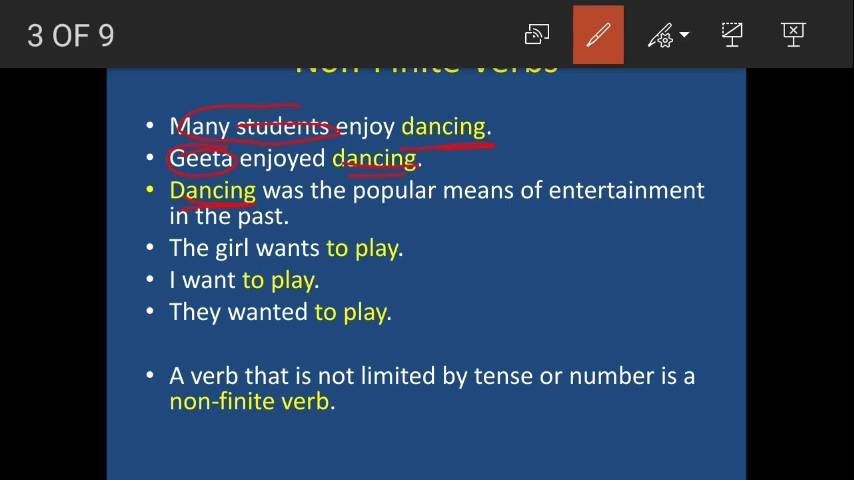 3 OF 9
Non-Finite Verbs
• Many students enjoy dancing.
• Geeta enjoyed dancing.
• Dancing was the popular means of entertainment
in the past.
• The girl wants to play.
• I want to play.
• They wanted to play.
• A verb that is not limited by tense or number is a
non-finite verb.